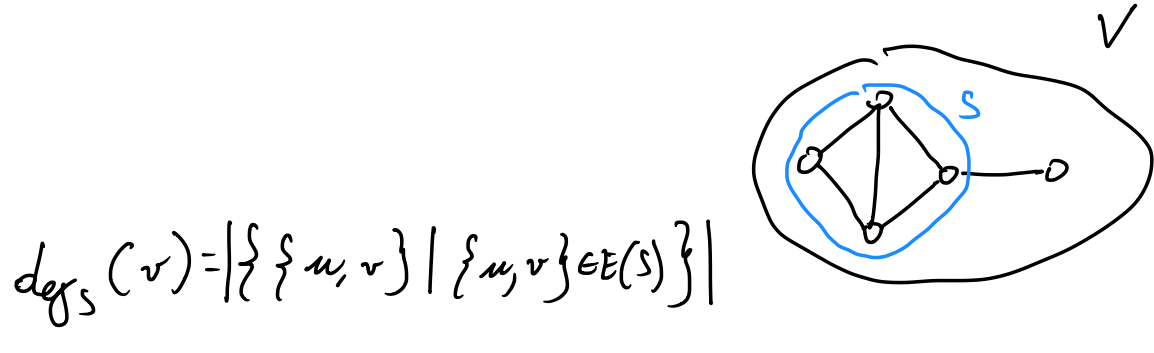 V
S
deg_S (v) = |{ {u, v} | {u, v} ∈ E(S) }|